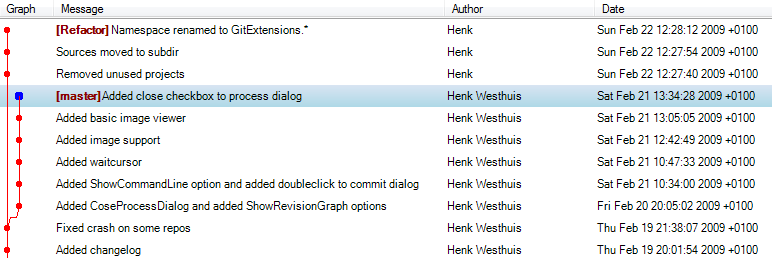 Graph Message Author Date
[Refactor] Namespace renamed to GitExtensions.* Henk Sun Feb 22 12:28:12 2009 +0100
Sources moved to subdir Henk Sun Feb 22 12:27:54 2009 +0100
Removed unused projects Henk Sun Feb 22 12:27:40 2009 +0100
[master] Added close checkbox to process dialog Henk Westhuis Sat Feb 21 13:34:28 2009 +0100
Added basic image viewer Henk Westhuis Sat Feb 21 13:05:05 2009 +0100
Added image support Henk Westhuis Sat Feb 21 12:42:49 2009 +0100
Added waitcursor Henk Westhuis Sat Feb 21 10:47:33 2009 +0100
Added ShowCommandLine option and added doubleclick to commit dialog Henk Westhuis Sat Feb 21 10:34:00 2009 +0100
Added CoseProcessDialog and added ShowRevisionGraph options Henk Westhuis Fri Feb 20 20:05:02 2009 +0100
Fixed crash on some repos Henk Westhuis Thu Feb 19 21:38:07 2009 +0100
Added changelog Henk Westhuis Thu Feb 19 20:01:54 2009 +0100